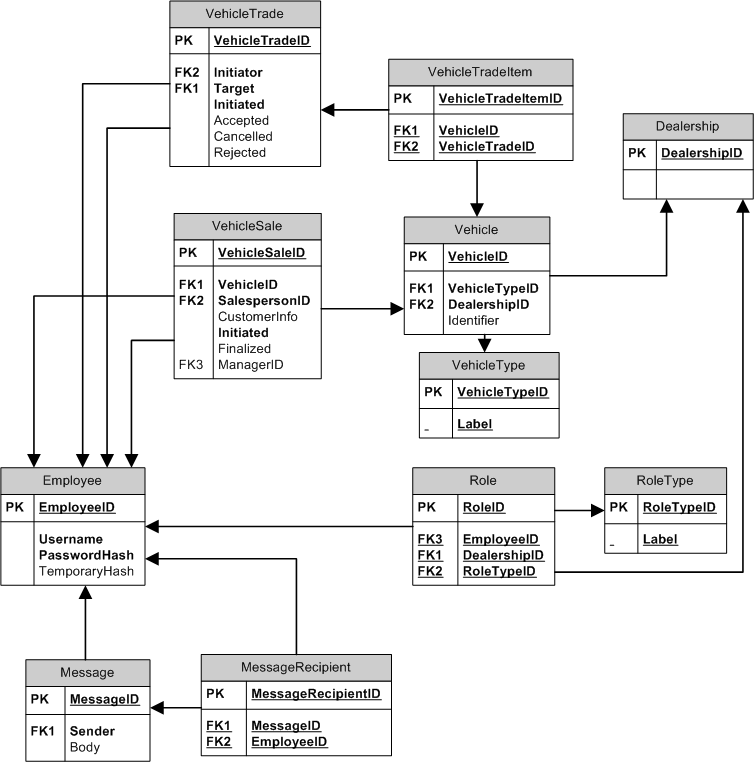 VehicleTrade
PK VehicleTradeID
FK2 Initiator
FK1 Target
Initiated
Accepted
Cancelled
Rejected
VehicleTradeItem
PK VehicleTradeItemID
FK1 VehicleID
FK2 VehicleTradeID
Dealership
PK DealershipID
VehicleSale
PK VehicleSaleID
FK1 VehicleID
FK2 SalespersonID
CustomerInfo
Initiated
Finalized
FK3 ManagerID
Vehicle
PK VehicleID
FK1 VehicleTypeID
FK2 DealershipID
Identifier
VehicleType
PK VehicleTypeID
_ Label
Employee
PK EmployeeID
Username
PasswordHash
TemporaryHash
Role
PK RoleID
FK3 EmployeeID
FK1 DealershipID
FK2 RoleTypeID
RoleType
PK RoleTypeID
_ Label
Message
PK MessageID
FK1 Sender
Body
MessageRecipient
PK MessageRecipientID
FK1 MessageID
FK2 EmployeeID